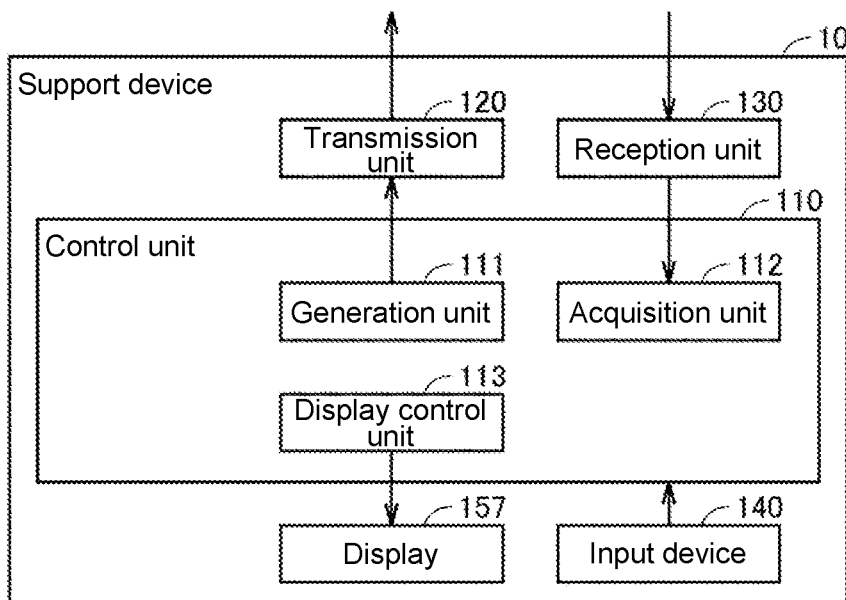 10
Support device
120
130
Transmission
unit
Reception unit
110
Control unit
111
112
Generation unit
Acquisition unit
113
Display control
unit
157
140
Display
Input device